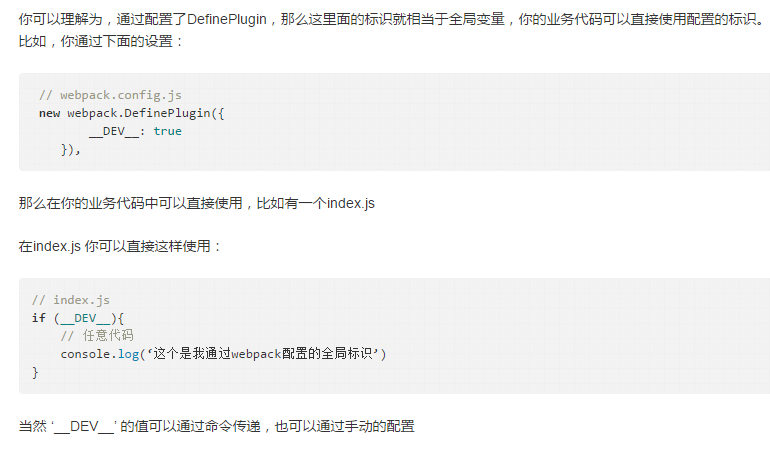 你可以理解为，通过配置了DefinePlugin，那么这里面的标识就相当于全局变量，你的业务代码可以直接使用配置的标识。
比如，你通过下面的设置：
// webpack.config.js
new webpack.DefinePlugin({
__DEV__: true
}),
那么在你的业务代码中可以直接使用，比如有一个index.js
在index.js 你可以直接这样使用：
// index.js
if (__DEV__){
// 任意代码
console.log(‘这个是我通过webpack配置的全局标识’)
}
当然 ‘__DEV__’ 的值可以通过命令传递，也可以通过手动的配置